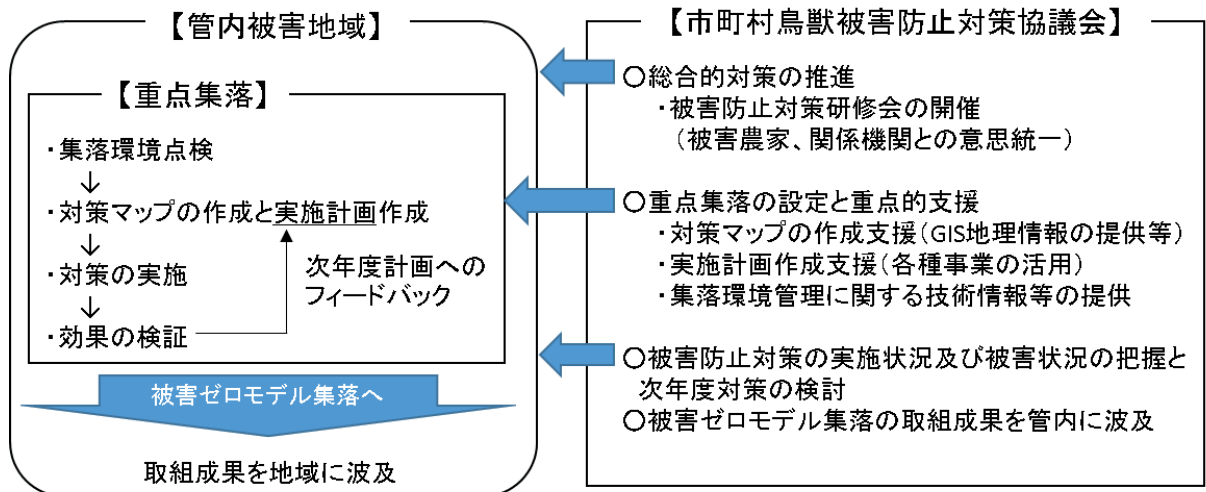 【管内被害地域】
【重点集落】
・集落環境点検
↓
・対策マップの作成と実施計画作成
↓
・対策の実施
↓
・効果の検証
次年度計画への
フィードバック
被害ゼロモデル集落へ
取組成果を地域に波及
【市町村鳥獣被害防止対策協議会】
○総合的対策の推進
・被害防止対策研修会の開催
（被害農家、関係機関との意思統一）
○重点集落の設定と重点的支援
・対策マップの作成支援（GIS地理情報の提供等）
・実施計画作成支援（各種事業の活用）
・集落環境管理に関する技術情報等の提供
○被害防止対策の実施状況及び被害状況の把握と
次年度対策の検討
○被害ゼロモデル集落の取組成果を管内に波及